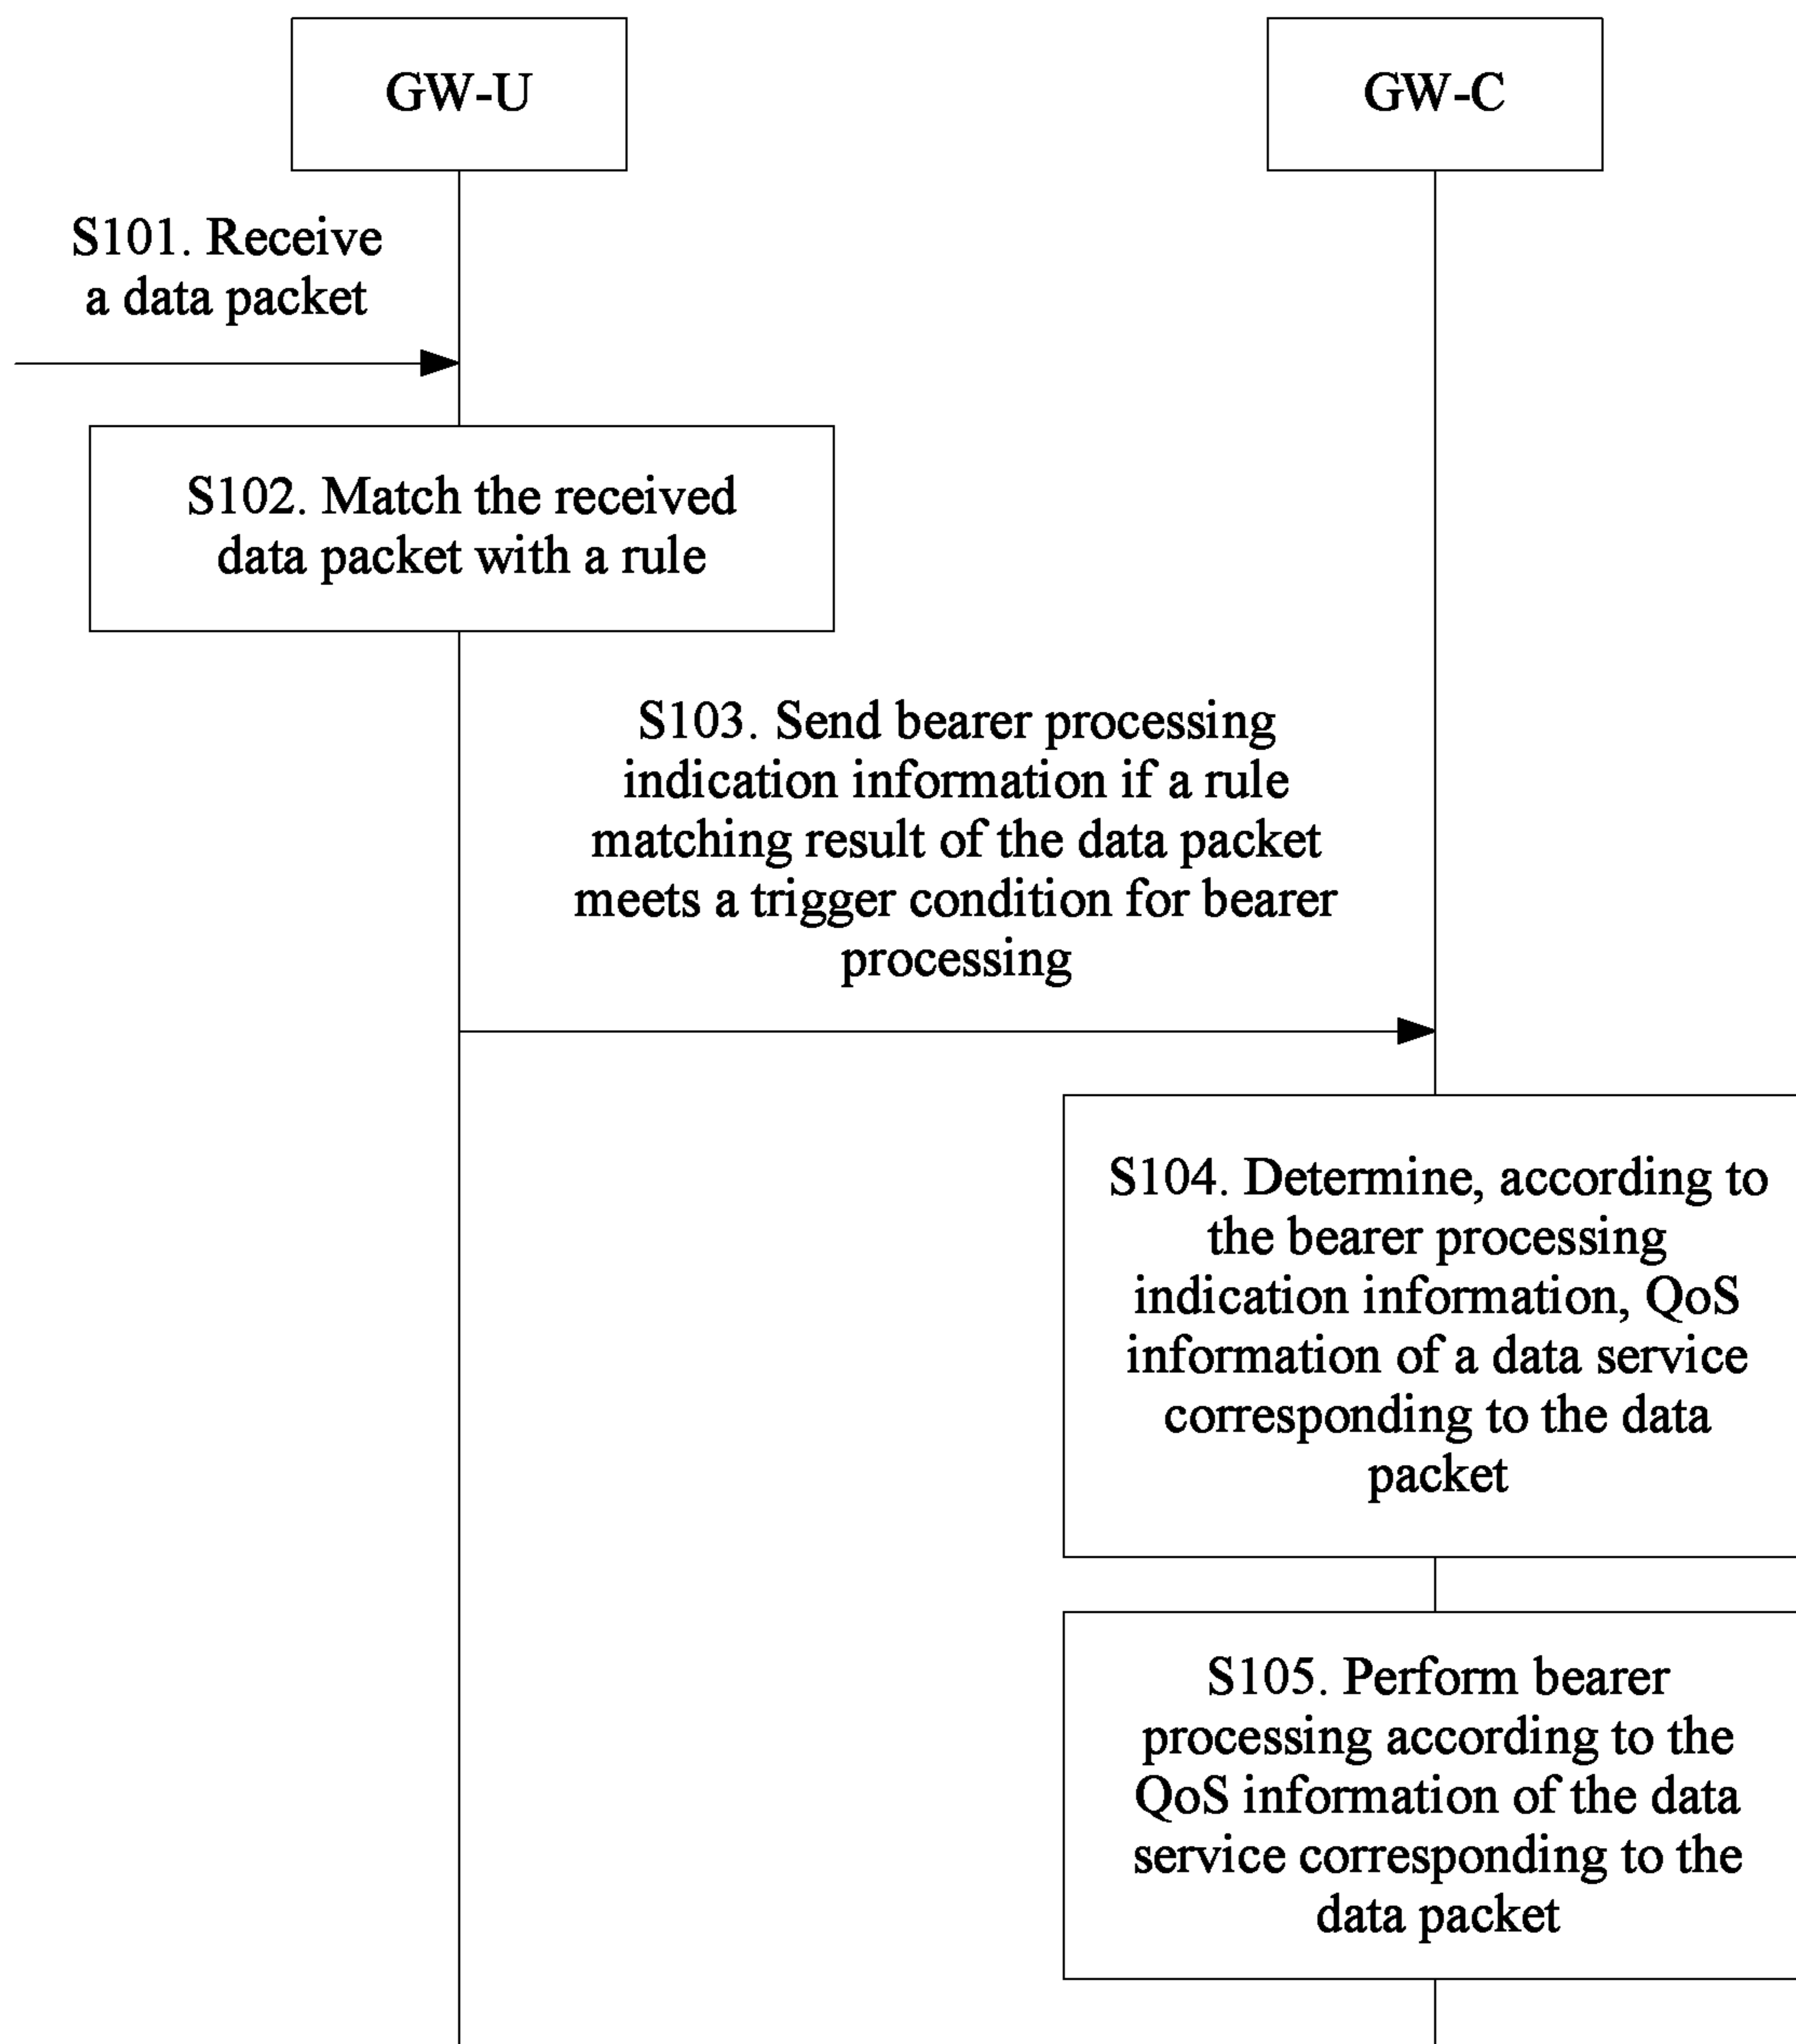 GW-U
GW-C
S101. Receive
a data packet
S102. Match the received
data packet with a rule
S103. Send bearer processing
indication information if a rule
matching result of the data packet
meets a trigger condition for bearer
processing
S104. Determine, according to
the bearer processing
indication information, QoS
information of a data service
corresponding to the data
packet
S105. Perform bearer
processing according to the
QoS information of the data
service corresponding to the
data packet